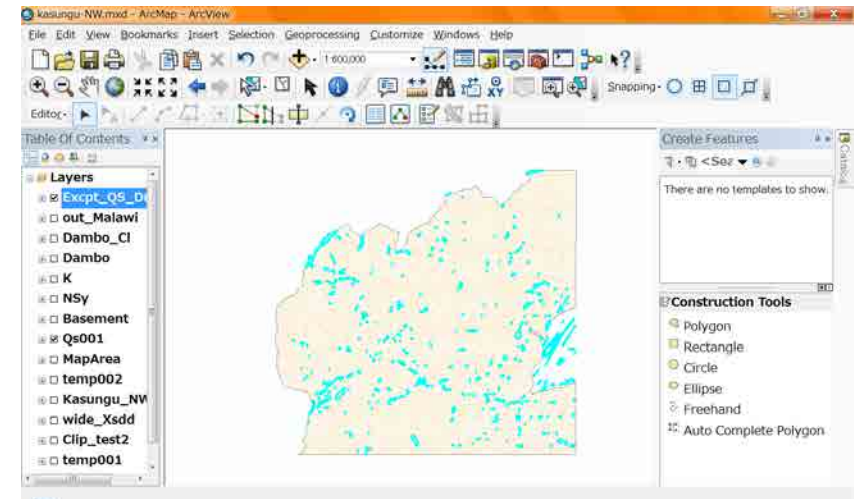 kasungu-NW.mxd - ArcMap - ArcView
File Edit View Bookmarks Insert Selection Geoprocessing Customize Windows Help
1:600,000
Snapping
Editor
Table Of Contents
Layers
Excpt_QS_D
out_Malawi
Dambo_Cl
Dambo
K
NSy
Basement
Qs001
MapArea
temp002
Kasungu_NW
wide_Xsdd
Clip_test2
temp001
Create Features
There are no templates to show.
Construction Tools
Polygon
Rectangle
Circle
Ellipse
Freehand
Auto Complete Polygon
Catalog